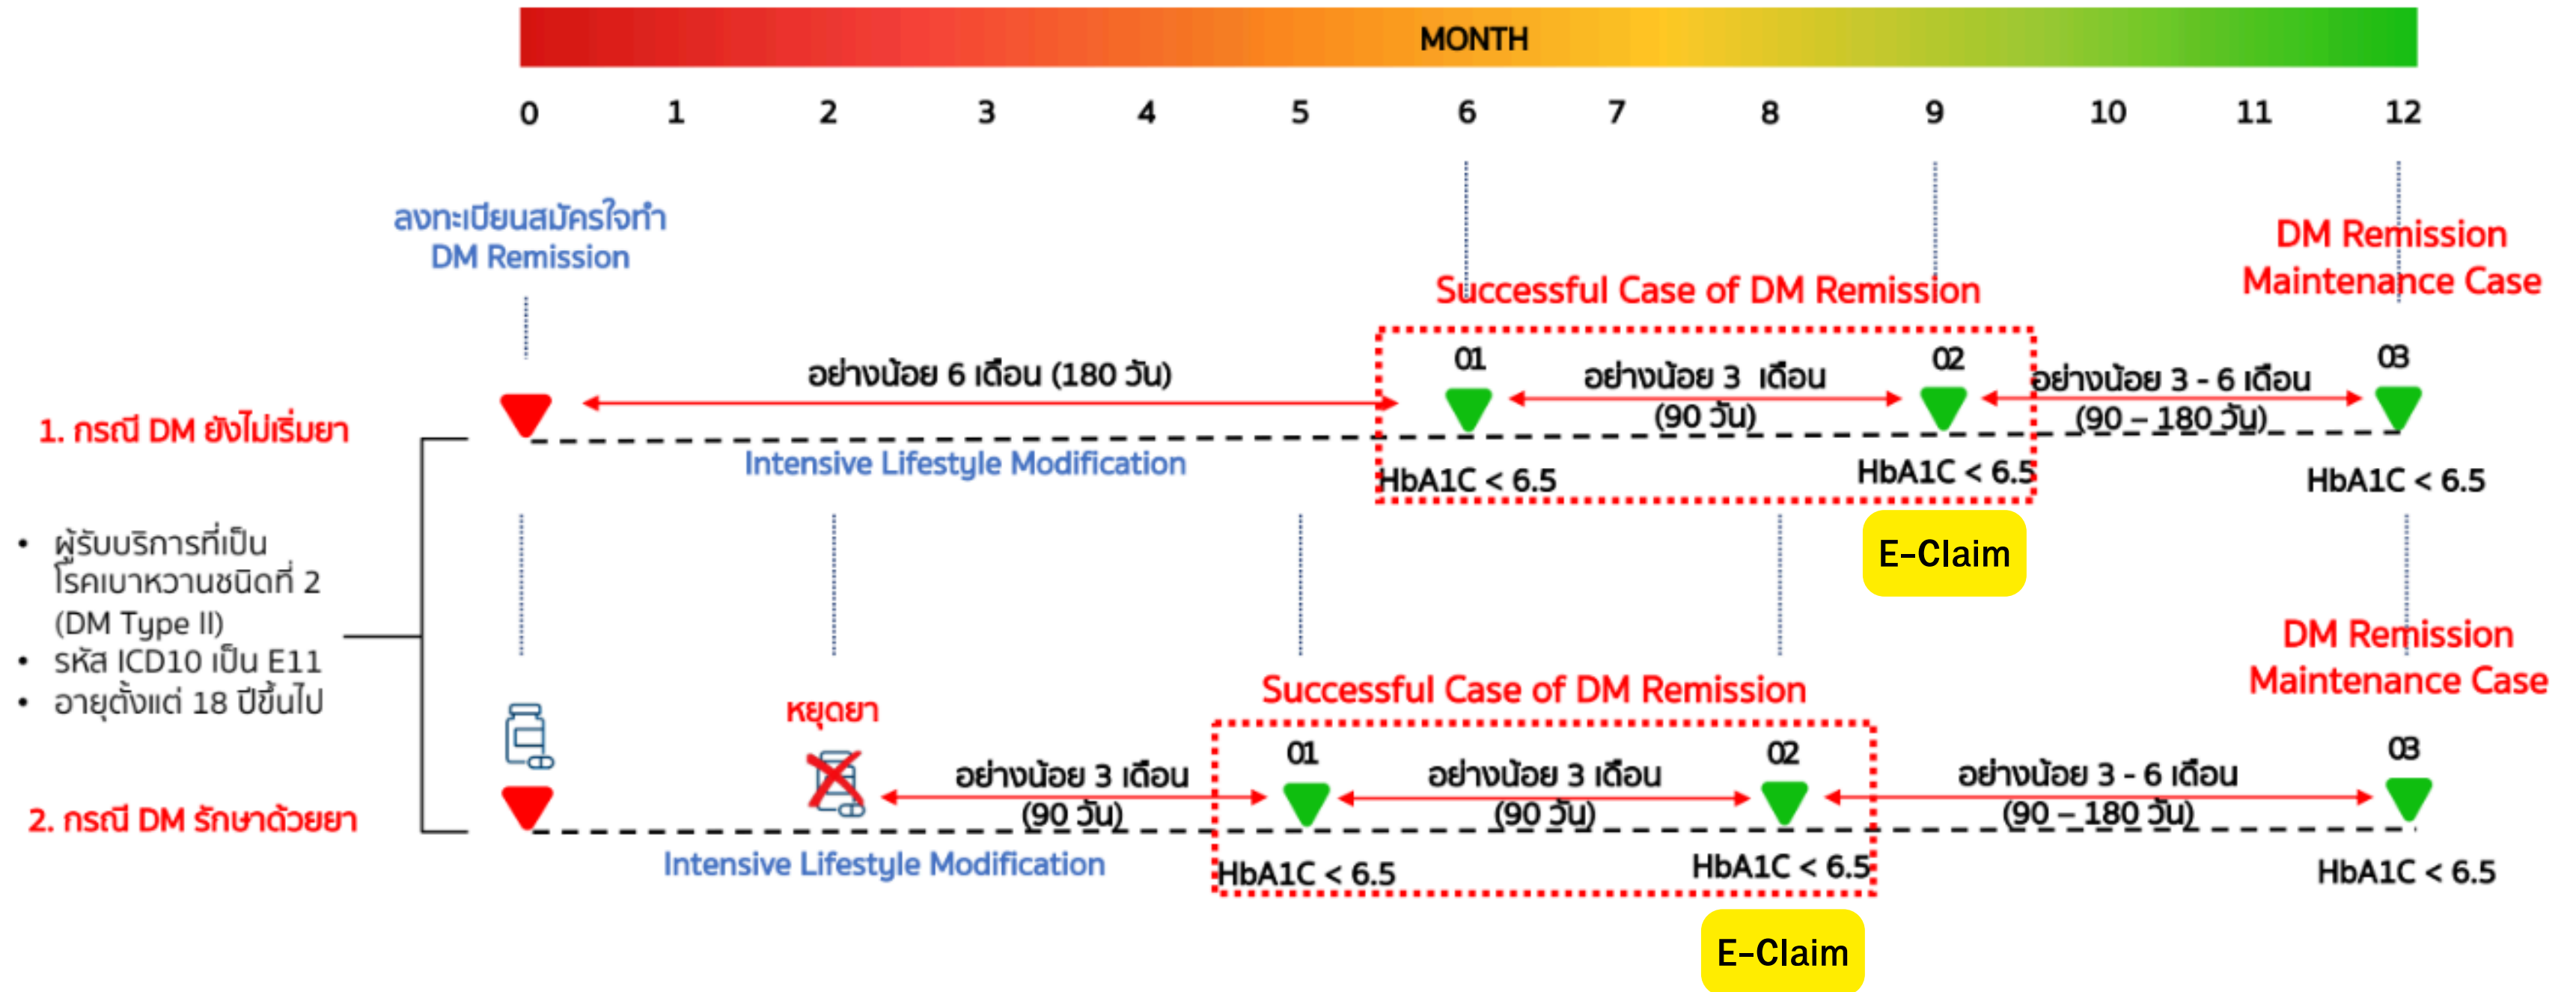 MONTH
0 1 2 3 4 5 6 7 8 9 10 11 12
ลงทะเบียนสมัครใจทำ
DM Remission
Successful Case of DM Remission
DM Remission
Maintenance Case
1. กรณี DM ยังไม่เริ่มยา
อย่างน้อย 6 เดือน (180 วัน)
Intensive Lifestyle Modification
01
อย่างน้อย 3 เดือน
(90 วัน)
02
อย่างน้อย 3 - 6 เดือน
(90 – 180 วัน)
03
HbA1C < 6.5
HbA1C < 6.5
HbA1C < 6.5
E-Claim
• ผู้รับบริการที่เป็น
โรคเบาหวานชนิดที่ 2
(DM Type II)
• รหัส ICD10 เป็น E11
• อายุตั้งแต่ 18 ปีขึ้นไป
DM Remission
Maintenance Case
Successful Case of DM Remission
2. กรณี DM รักษาด้วยยา
หยุดยา
อย่างน้อย 3 เดือน
(90 วัน)
Intensive Lifestyle Modification
01
อย่างน้อย 3 เดือน
(90 วัน)
02
อย่างน้อย 3 - 6 เดือน
(90 – 180 วัน)
03
HbA1C < 6.5
HbA1C < 6.5
HbA1C < 6.5
E-Claim